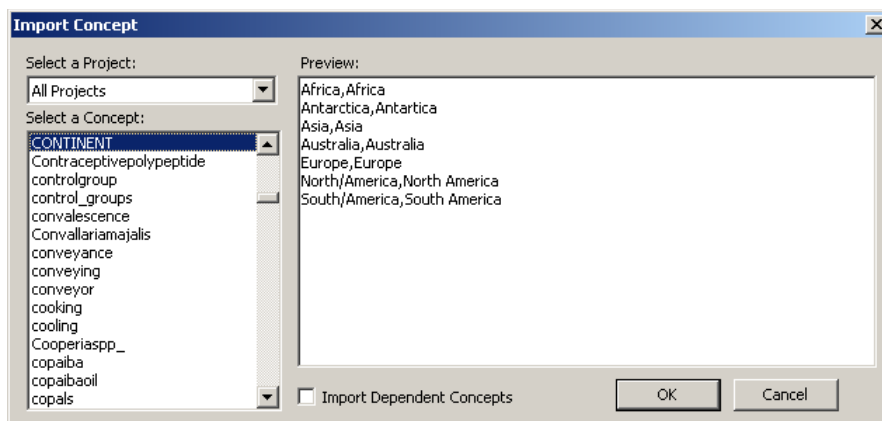 Import Concept
Select a Project:
All Projects
Select a Concept:
CONTINENT
Contraceptivepolypeptide
controlgroup
control_groups
convalescence
Convallariamajalis
conveyance
conveying
conveyor
cooking
cooling
Cooperiaspp_
copaiba
copaibaoil
copals
Preview:
Africa,Africa
Antarctica,Antartica
Asia,Asia
Australia,Australia
Europe,Europe
North/America,North America
South/America,South America
Import Dependent Concepts
OK
Cancel